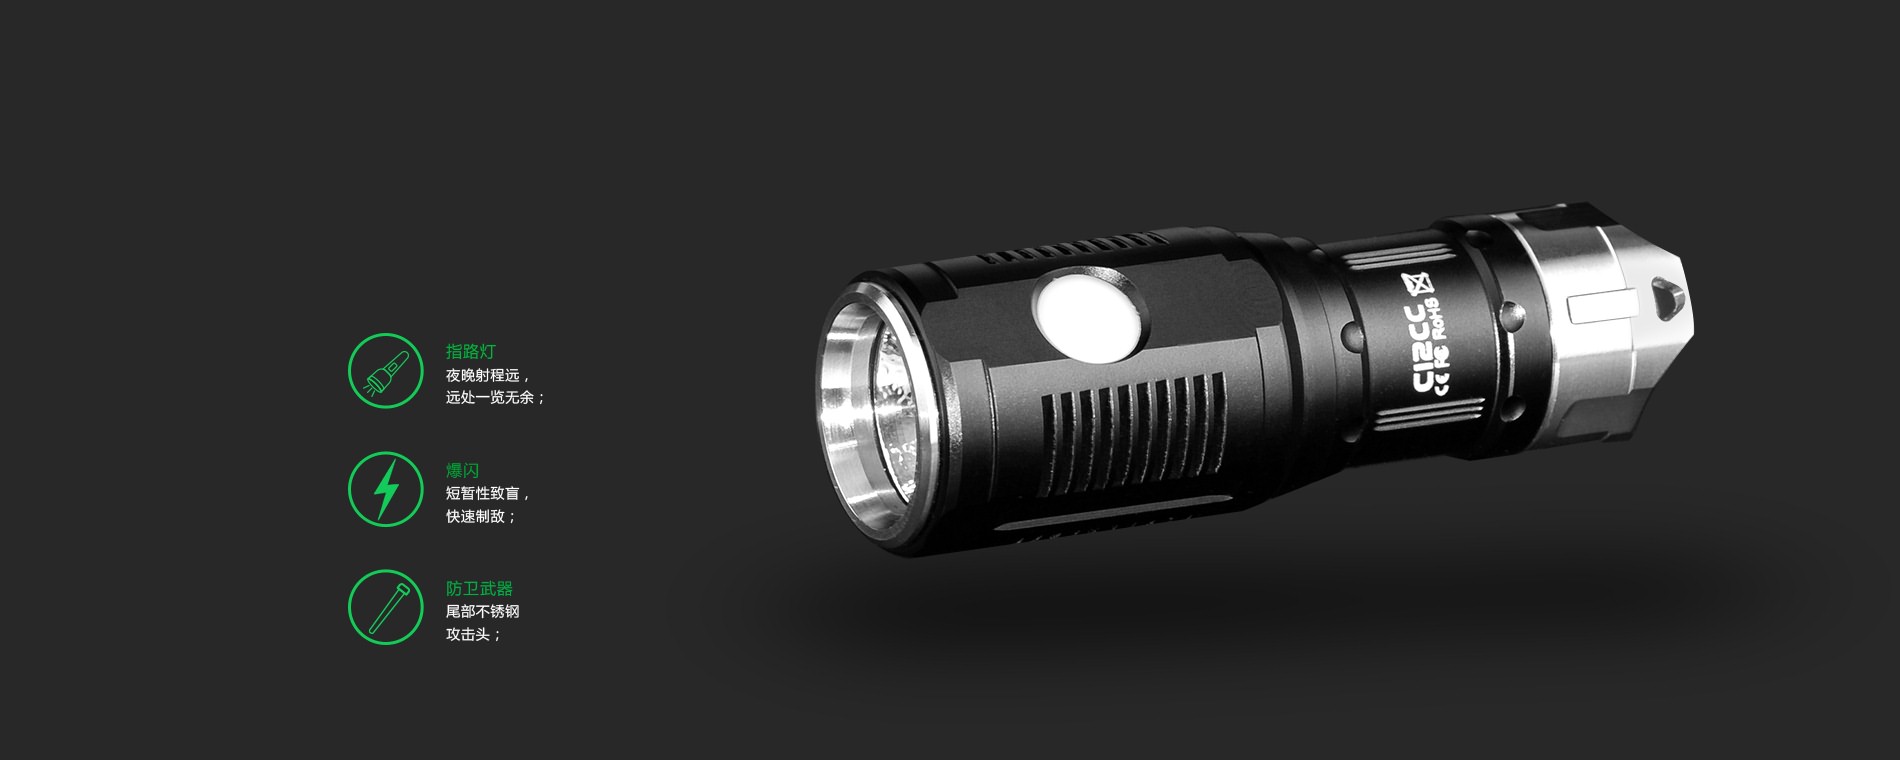 指路灯
夜晚射程远，
远处一览无余；
爆闪
短暂性致盲，
快速制敌；
防卫武器
尾部不锈钢
攻击头；
CI2CC
CE FC RoHS